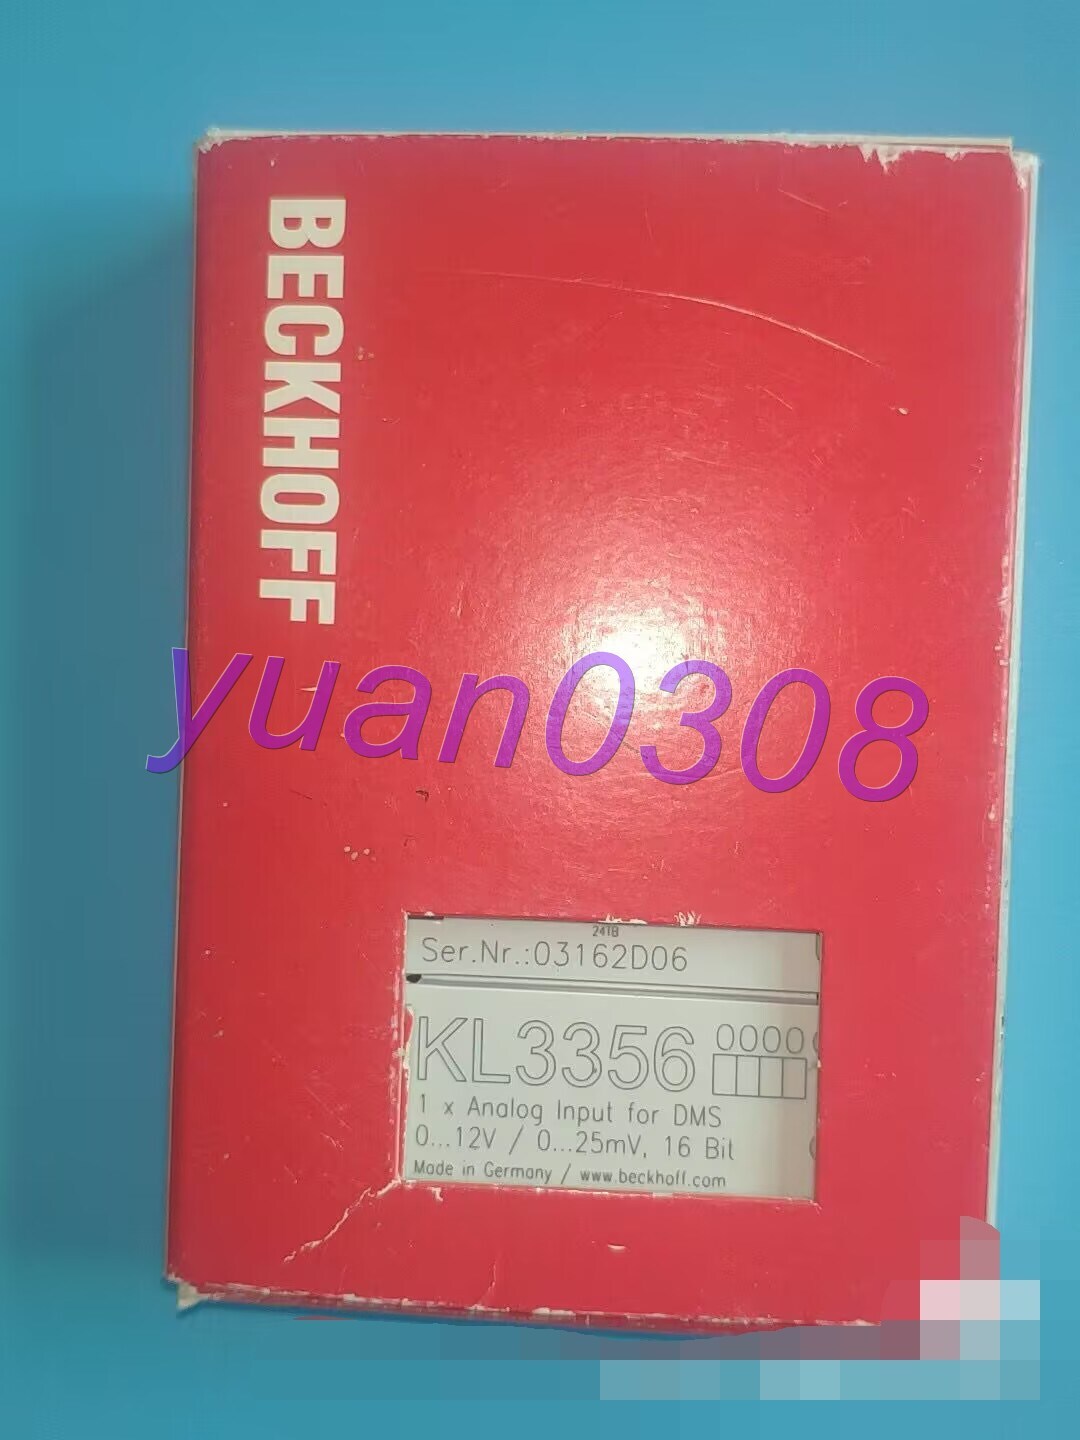 BECKHOFF
yuan0308
24TB
Ser.Nr.:03162D06
KL3356 0000
1 x Analog Input for DMS
0...12V / 0...25mV, 16 Bit
Made in Germany / www.beckhoff.com